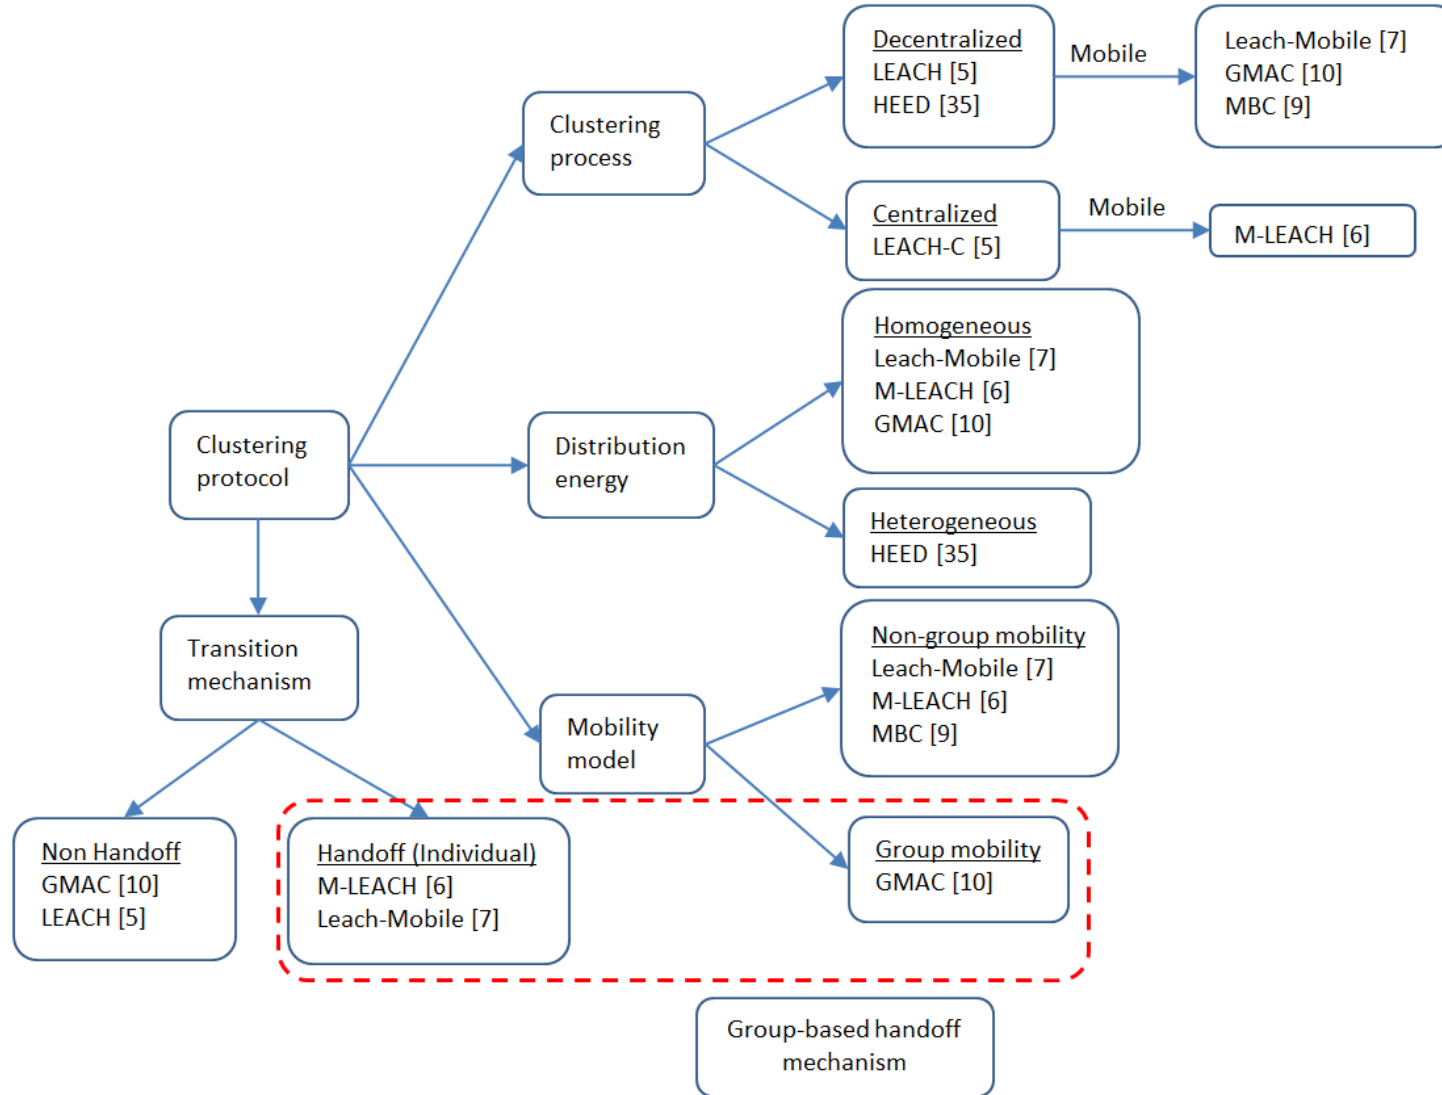 Decentralized
LEACH [5]
HEED [35]
Mobile
Leach-Mobile [7]
GMAC [10]
MBC [9]
Clustering
process
Centralized
LEACH-C [5]
Mobile
M-LEACH [6]
Homogeneous
Leach-Mobile [7]
M-LEACH [6]
GMAC [10]
Clustering
protocol
Distribution
energy
Heterogeneous
HEED [35]
Transition
mechanism
Non-group mobility
Leach-Mobile [7]
M-LEACH [6]
MBC [9]
Mobility
model
Non Handoff
GMAC [10]
LEACH [5]
Handoff (Individual)
M-LEACH [6]
Leach-Mobile [7]
Group mobility
GMAC [10]
Group-based handoff
mechanism